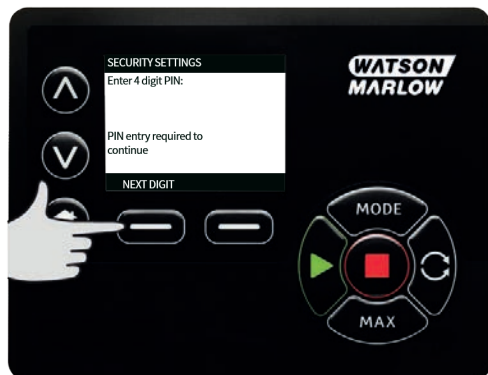 SECURITY SETTINGS
Enter 4 digit PIN:
PIN entry required to
continue
NEXT DIGIT
WATSON
MARLOW
MODE
MAX